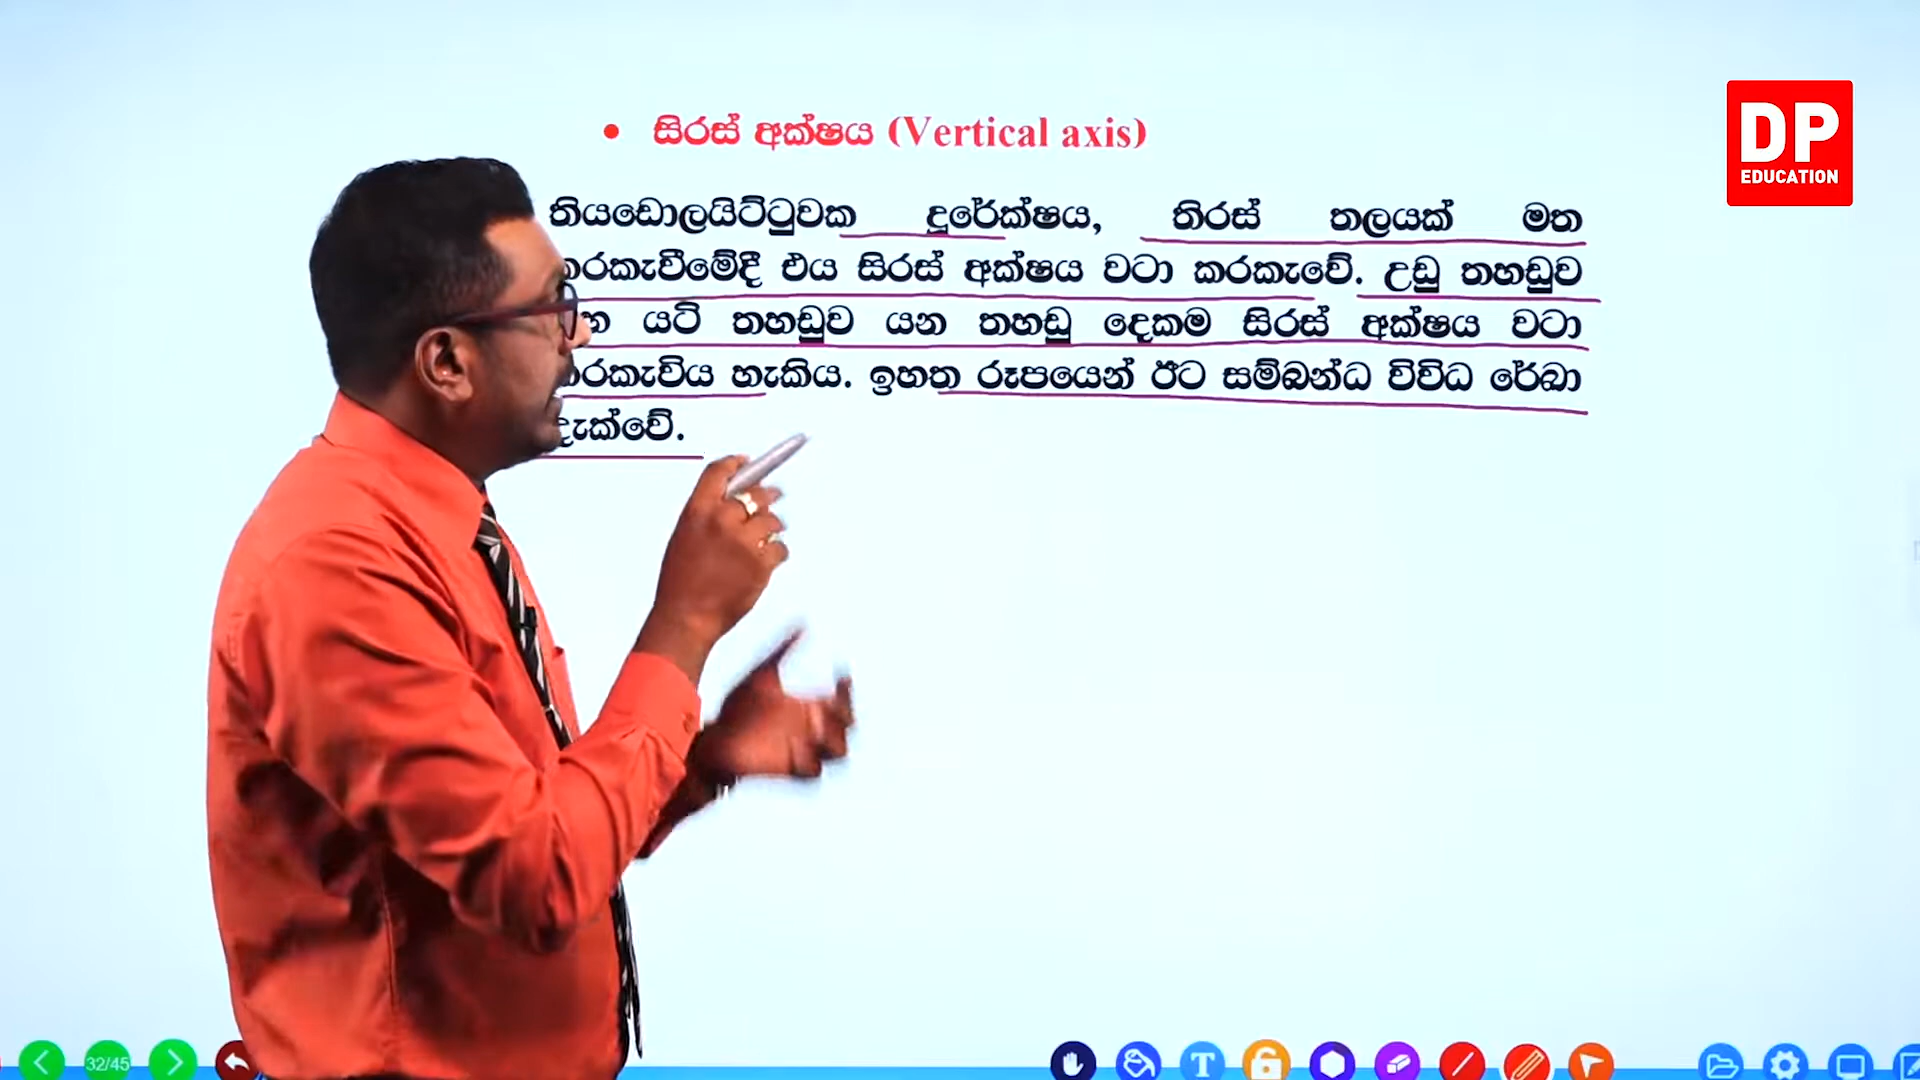 • සිරස් අක්ෂය (Vertical axis)
DP
EDUCATION
තියඩොලයිට්ටුවක දූරේක්ෂය, තිරස් තලයක් මත
එය සිරස් අක්ෂය වටා කරකැවේ. උඩු තහඩුව
යටි තහඩුව යන තහඩු දෙකම සිරස් අක්ෂය වටා
හැකිය. ඉහත රූපයෙන් ඊට සම්බන්ධ විවිධ රේඛා
32/45